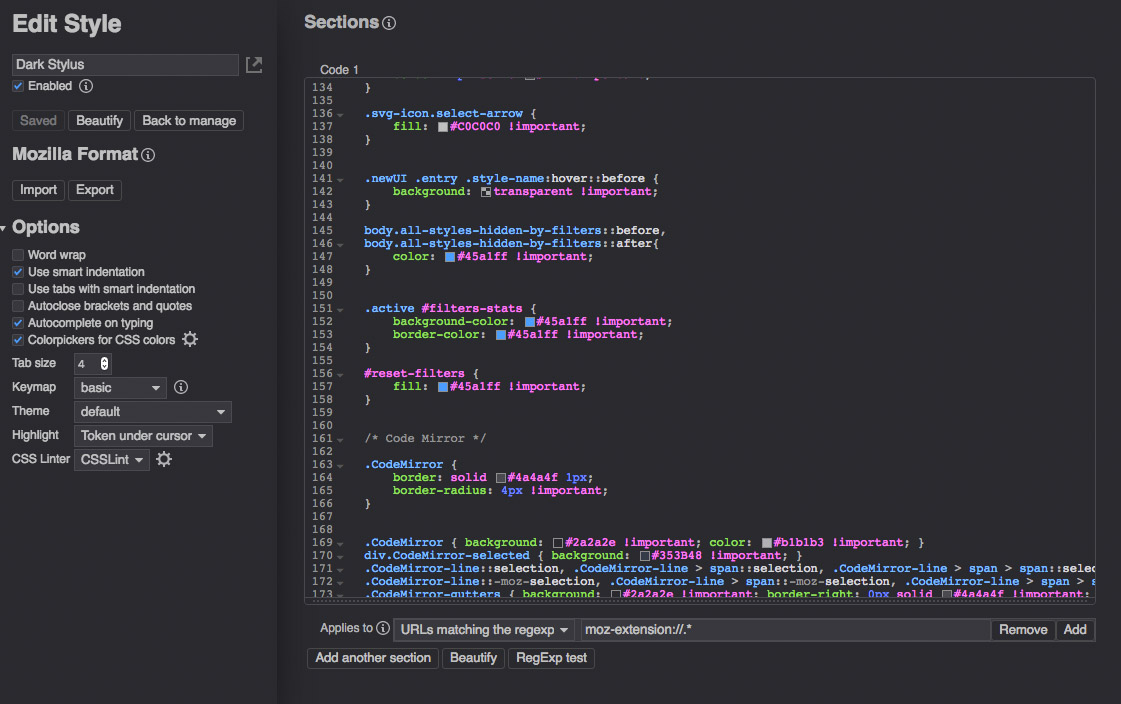 Edit Style
Dark Stylus
Enabled
Saved Beautify Back to manage
Mozilla Format
Import Export
Options
Word wrap
Use smart indentation
Use tabs with smart indentation
Autoclose brackets and quotes
Autocomplete on typing
Colorpickers for CSS colors
Tab size 4
Keymap basic
Theme default
Highlight Token under cursor
CSS Linter CSSLint
Sections
Code 1
134 }
135
136 .svg-icon.select-arrow {
137 fill: #C0C0C0 !important;
138 }
139
140
141 .newUI .entry .style-name:hover::before {
142 background: transparent !important;
143 }
144
145 body.all-styles-hidden-by-filters::before,
146 body.all-styles-hidden-by-filters::after{
147 color: #45a1ff !important;
148 }
149
150
151 .active #filters-stats {
152 background-color: #45a1ff !important;
153 border-color: #45a1ff !important;
154 }
155
156 #reset-filters {
157 fill: #45a1ff !important;
158 }
159
160
161 /* Code Mirror */
162
163 .CodeMirror {
164 border: solid #4a4a4f 1px;
165 border-radius: 4px !important;
166 }
167
168
169 .CodeMirror { background: #2a2a2e !important; color: #b1b1b3 !important; }
170 div.CodeMirror-selected { background: #353B48 !important; }
171 .CodeMirror-line::selection, .CodeMirror-line > span::selection, .CodeMirror-line > span > span::selec
172 .CodeMirror-line::-moz-selection, .CodeMirror-line > span::-moz-selection, .CodeMirror-line > span > s
173 .CodeMirror-gutters { background: #2a2a2e !important; border-right: 0px solid #4a4a4f !important;
Applies to URLs matching the regexp moz-extension://.* Remove Add
Add another section Beautify RegExp test